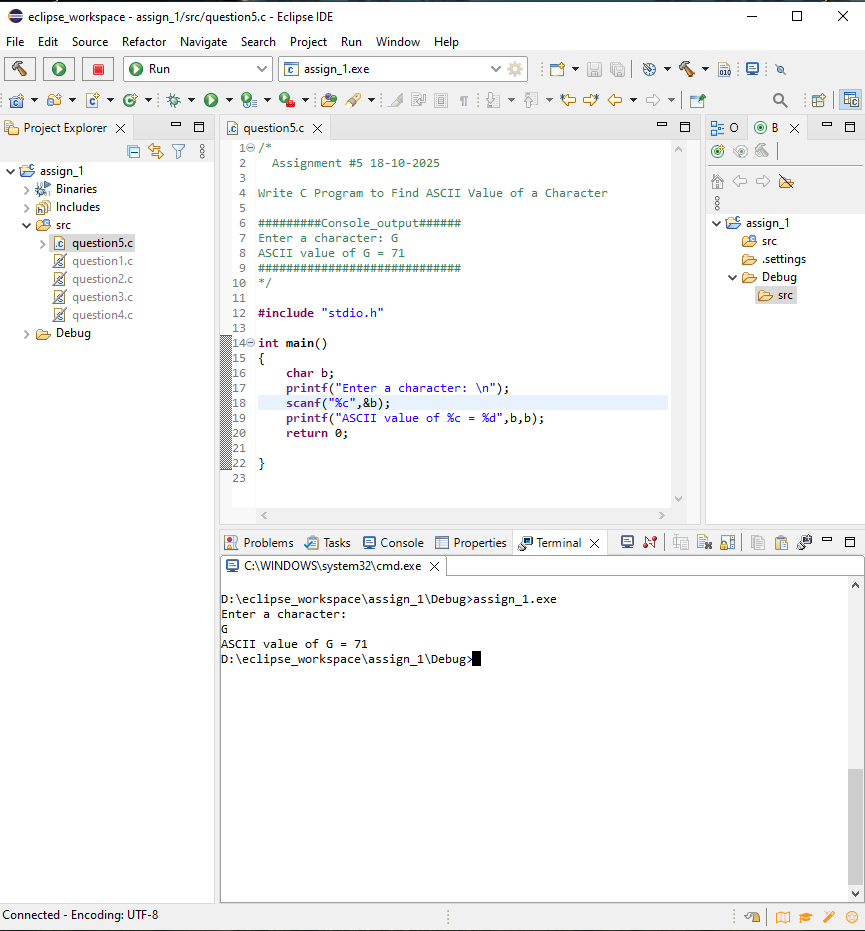 eclipse_workspace - assign_1/src/question5.c - Eclipse IDE
File Edit Source Refactor Navigate Search Project Run Window Help
Run
assign_1.exe
010
Project Explorer
assign_1
Binaries
Includes
src
question5.c
question1.c
question2.c
question3.c
question4.c
Debug
question5.c
1 /*
2   Assignment #5 18-10-2025
3
4 Write C Program to Find ASCII Value of a Character
5
6 #########Console_output######
7 Enter a character: G
8 ASCII value of G = 71
9 #############################
10 */
11
12 #include "stdio.h"
13
14 int main()
15 {
16     char b;
17     printf("Enter a character: \n");
18     scanf("%c",&b);
19     printf("ASCII value of %c = %d",b,b);
20     return 0;
21
22 }
23
O B
assign_1
src
.settings
Debug
src
Problems Tasks Console Properties Terminal
C:\WINDOWS\system32\cmd.exe
D:\eclipse_workspace\assign_1\Debug>assign_1.exe
Enter a character:
G
ASCII value of G = 71
D:\eclipse_workspace\assign_1\Debug>
Connected - Encoding: UTF-8